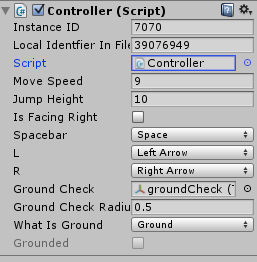 Controller (Script)
Instance ID 7070
Local Identfier In File 39076949
Script Controller
Move Speed 9
Jump Height 10
Is Facing Right
Spacebar Space
L Left Arrow
R Right Arrow
Ground Check groundCheck (T
Ground Check Radiu 0.5
What Is Ground Ground
Grounded